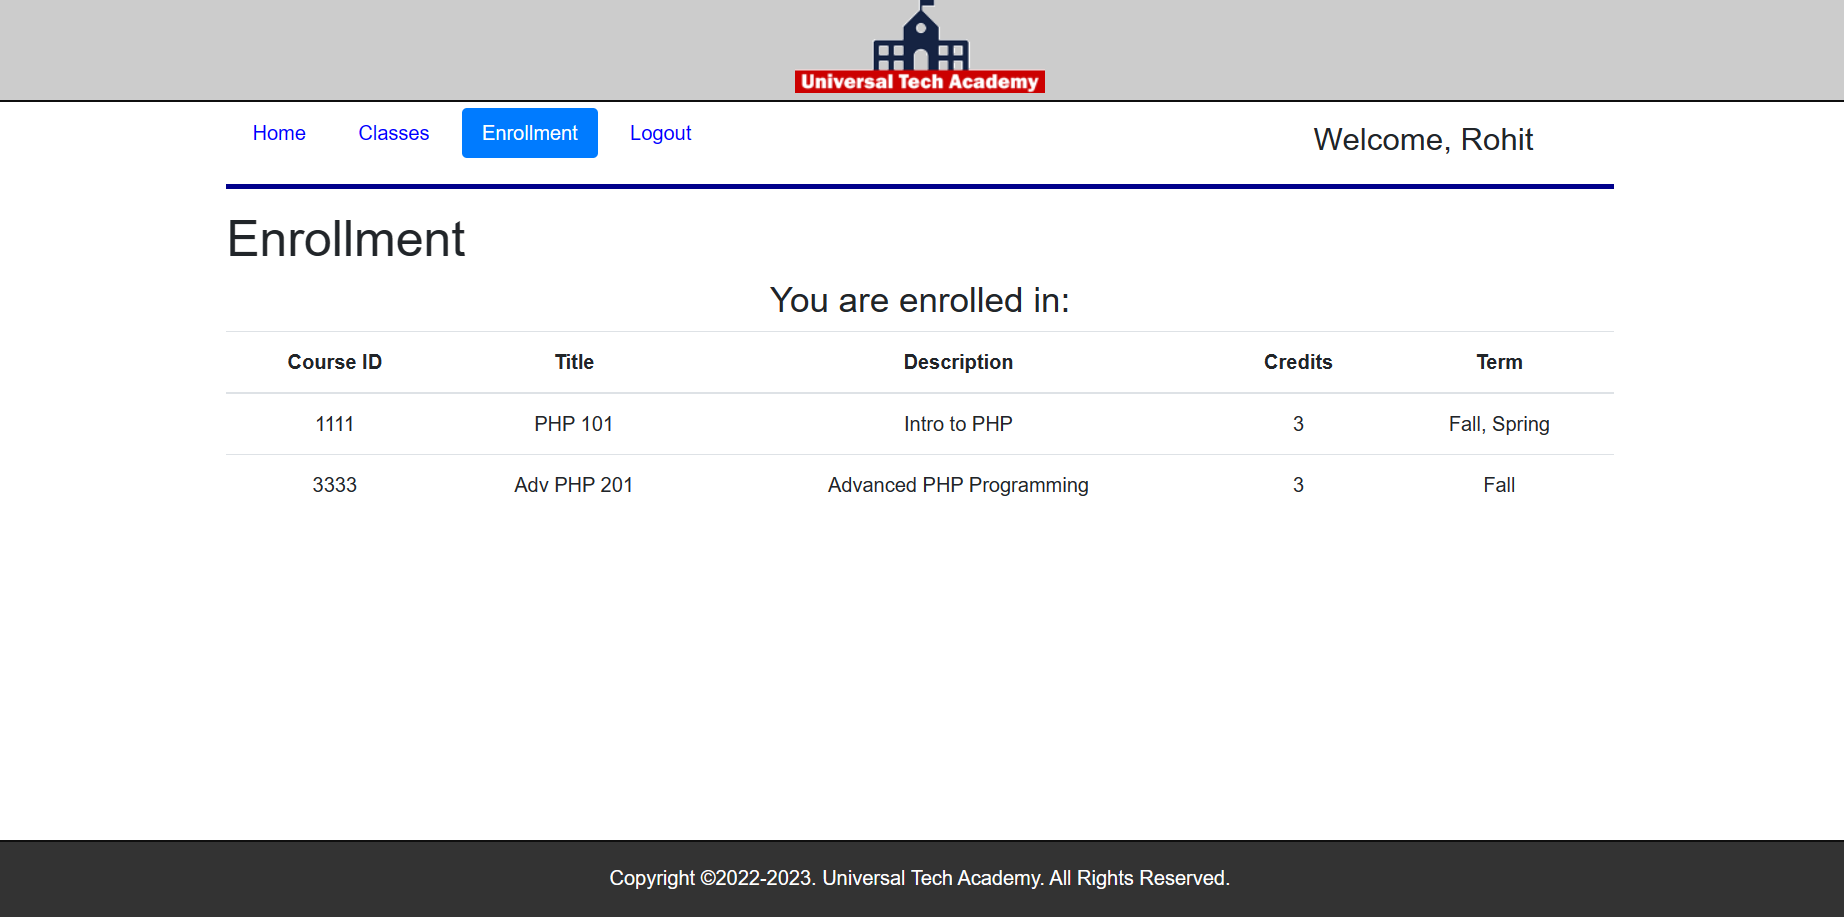 Universal Tech Academy
Home Classes Enrollment Logout Welcome, Rohit
Enrollment
You are enrolled in:
Course ID Title Description Credits Term
1111 PHP 101 Intro to PHP 3 Fall, Spring
3333 Adv PHP 201 Advanced PHP Programming 3 Fall
Copyright ©2022-2023. Universal Tech Academy. All Rights Reserved.